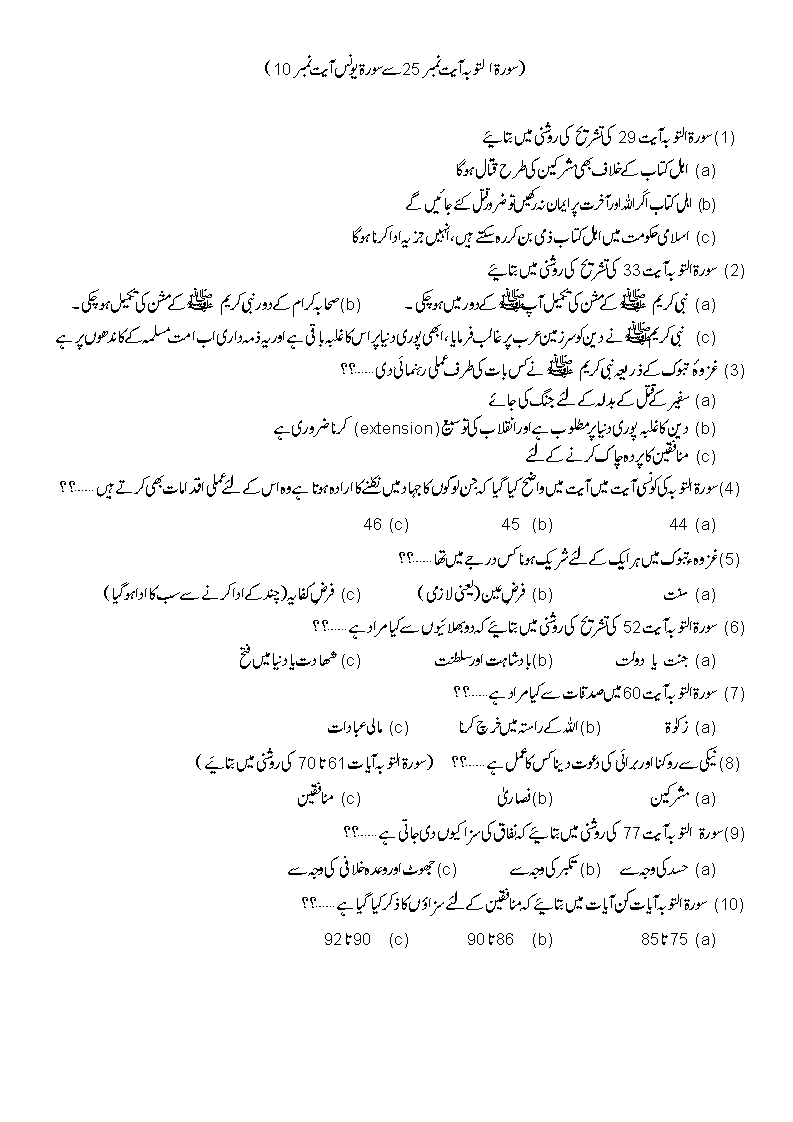 (سورۃ التوبہ آیت نمبر 25 سے سورۃ یونس آیت نمبر 10)
(1) سورۃ التوبہ آیت 29 کی تشریح کی روشنی میں بتائیے
(a) اہل کتاب کے خلاف بھی مشرکین کی طرح قتال ہوگا
(b) اہل کتاب اگر اللہ اور آخرت پر ایمان نہ رکھیں تو ضرور قتل کئے جائیں گے
(c) اسلامی حکومت میں اہل کتاب ذمی بن کر رہ سکتے ہیں، انہیں جزیہ ادا کرنا ہوگا
(2) سورۃ التوبہ آیت 33 کی تشریح کی روشنی میں بتائیے
(a) نبی کریم ﷺ کے مشن کی تکمیل آپ ﷺ کے دور میں ہوچکی ۔ (b) صحابہ کرام کے دور نبی کریم ﷺ کے مشن کی تکمیل ہوچکی ۔
(c) نبی کریم ﷺ نے دین کو سرزمین عرب پر غالب فرمایا، ابھی پوری دنیا پر اس کا غلبہ باقی ہے اور یہ ذمہ داری اب امت مسلمہ کے کاندھوں پر ہے
(3) غزوۂ تبوک کے ذریعہ نبی کریم ﷺ نے کس بات کی طرف عملی رہنمائی دی ......؟؟
(a) سفیر کے قتل کے بدلہ کے لئے جنگ کی جائے
(b) دین کا غلبہ پوری دنیا پر مطلوب ہے اور انقلاب کی توسیع (extension) کرنا ضروری ہے
(c) منافقین کا پردہ چاک کرنے کے لئے
(4) سورۃ التوبہ کی کونسی آیت میں آیت میں واضح کیا گیا کہ جن لوگوں کا جہاد میں نکلنے کا ارادہ ہوتا ہے وہ اس کے لئے عملی اقدامات بھی کرتے ہیں ......؟؟
(a) 44 (b) 45 (c) 46
(5) غزوہء تبوک میں ہر ایک کے لئے شریک ہونا کس درجے میں تھا ......؟؟
(a) سنت (b) فرضِ عین (یعنی لازمی) (c) فرضِ کفایہ (چند کے ادا کرنے سے سب کا ادا ہوگیا)
(6) سورۃ التوبہ آیت 52 کی تشریح کی روشنی میں بتائیے کہ دو بھلائیوں سے کیا مراد ہے ......؟؟
(a) جنت یا دولت (b) بادشاہت اور سلطنت (c) شھادت یا دنیا میں فتح
(7) سورۃ التوبہ آیت 60 میں صدقات سے کیا مراد ہے ......؟؟
(a) زکوٰۃ (b) اللہ کے راستہ میں خرچ کرنا (c) مالی عبادات
(8) نیکی سے روکنا اور برائی کی دعوت دینا کس کا عمل ہے ......؟؟ (سورۃ التوبہ آیات 61 تا 70 کی روشنی میں بتائیے)
(a) مشرکین (b) نصاریٰ (c) منافقین
(9) سورۃ التوبہ آیت 77 کی روشنی میں بتائیے کہ نفاق کی سزا کیوں دی جاتی ہے ......؟؟
(a) حسد کی وجہ سے (b) تکبر کی وجہ سے (c) جھوٹ اور وعدہ خلافی کی وجہ سے
(10) سورۃ التوبہ آیات کن آیات میں بتائیے کہ منافقین کے لئے سزاؤں کا ذکر کیا گیا ہے ......؟؟
(a) 75 تا 85 (b) 86 تا 90 (c) 90 تا 92